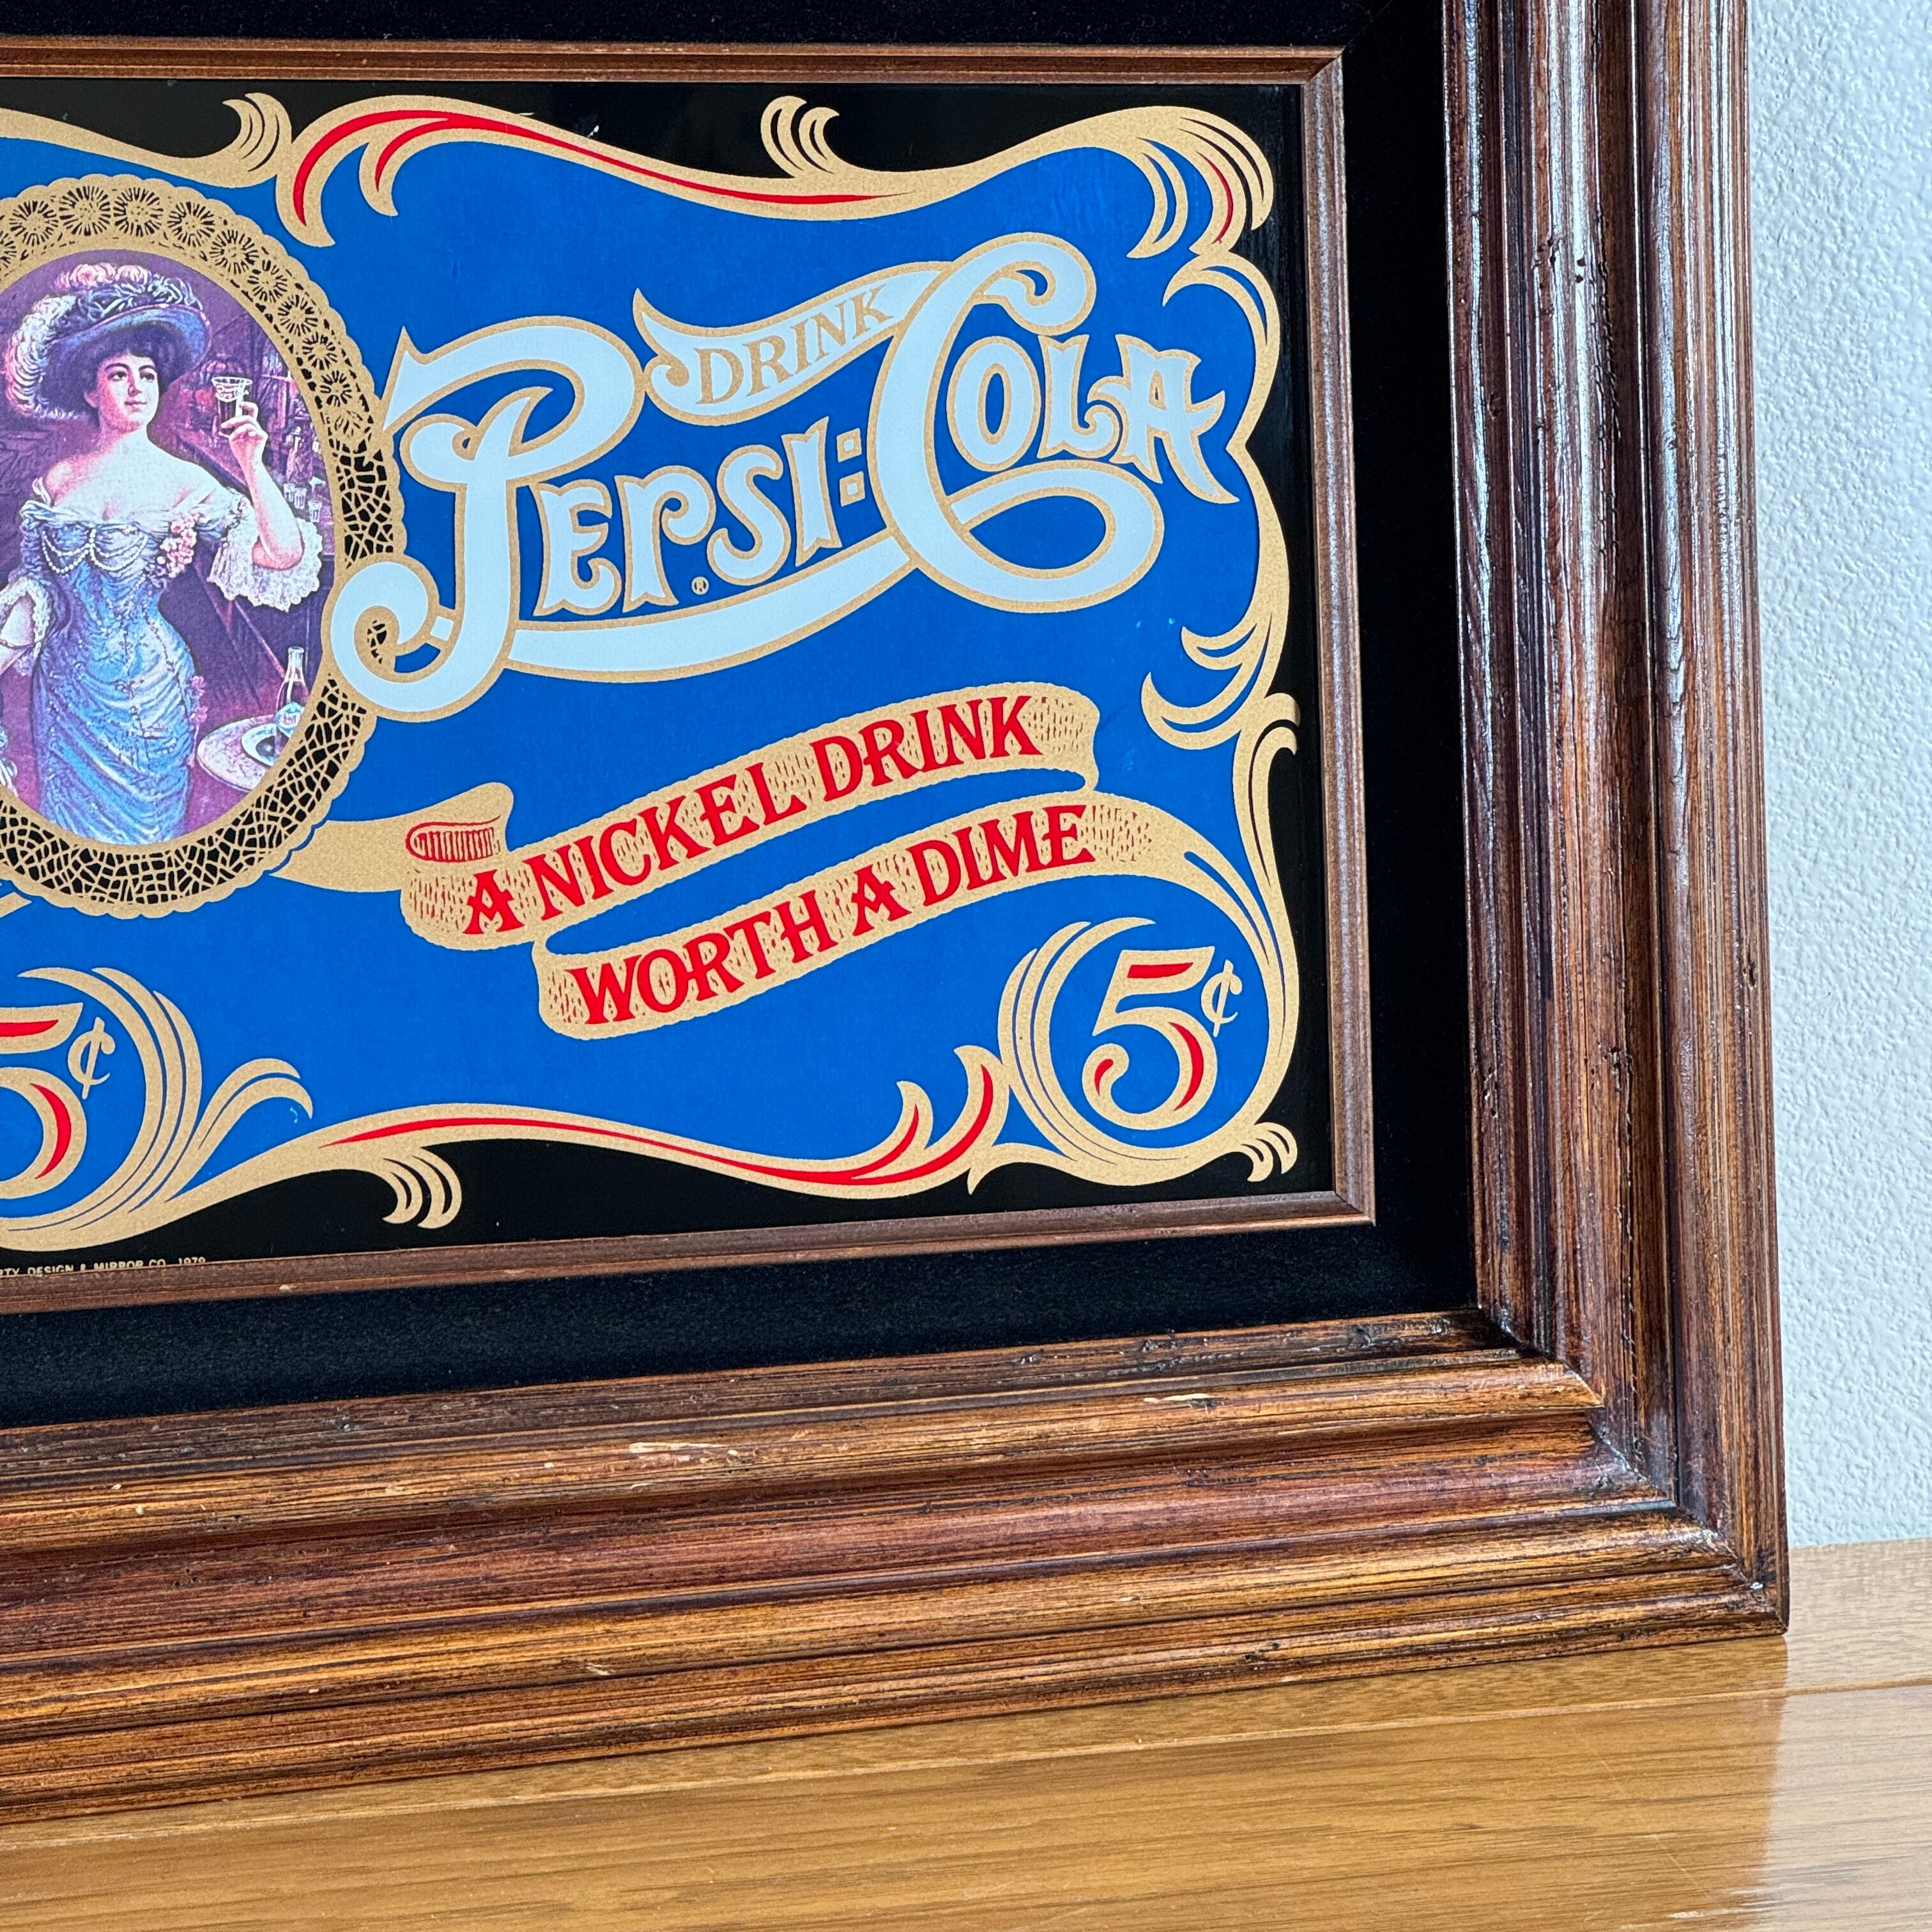 DRINK
PEPSI:COLA
®
A NICKEL DRINK
WORTH A DIME
5¢
5¢
DESIGN & MIRROR CO. 1979